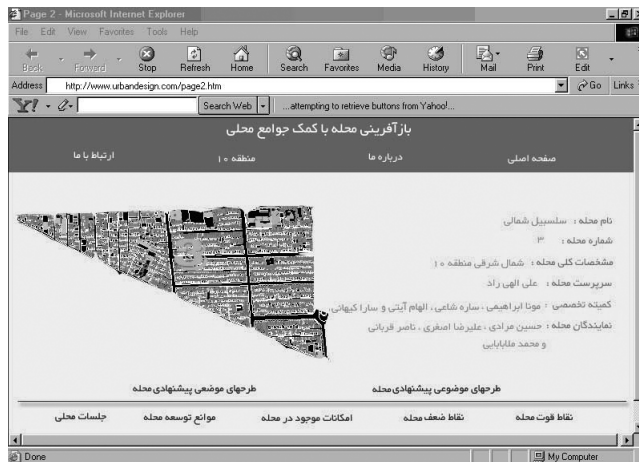 Page 2 - Microsoft Internet Explorer
File Edit View Favorites Tools Help
Back Forward Stop Refresh Home Search Favorites Media History Mail Print Edit
Address http://www.urbandesign.com/page2.htm Go Links
Y! Search Web ...attempting to retrieve buttons from Yahoo!...
بازآفرینی محله با کمک جوامع محلی
صفحه اصلی درباره ما منطقه ۱۰ ارتباط با ما
نام محله : سلسبیل شمالی
شماره محله : ۳
مشخصات کلی محله : شمال شرقی منطقه ۱۰
سرپرست محله : علی الهی راد
کمیته تخصصی : مونا ابراهیمی ، ساره شاعی ، الهام آیتی و سارا کیهانی
نمایندگان محله : حسین مرادی ، علیرضا اصغری ، ناصر قربانی
و محمد ملابابایی
طرحهای موضوعی پیشنهادی محله طرحهای موضعی پیشنهادی محله
نقاط قوت محله نقاط ضعف محله امکانات موجود در محله موانع توسعه محله جلسات محلی
Done My Computer